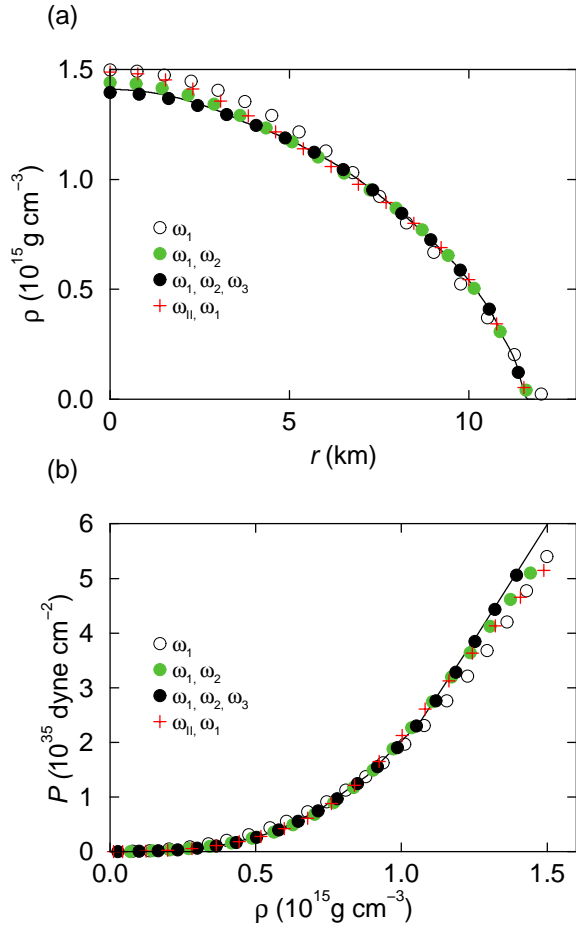 (a)
1.5
1.0
0.5
0.0
ρ (10¹⁵g cm⁻³)
ω₁
ω₁, ω₂
ω₁, ω₂, ω₃
ω_II, ω₁
0 5 10
r (km)
(b)
6
5
4
3
2
1
0
P (10³⁵ dyne cm⁻²)
ω₁
ω₁, ω₂
ω₁, ω₂, ω₃
ω_II, ω₁
0.0 0.5 1.0 1.5
ρ (10¹⁵g cm⁻³)